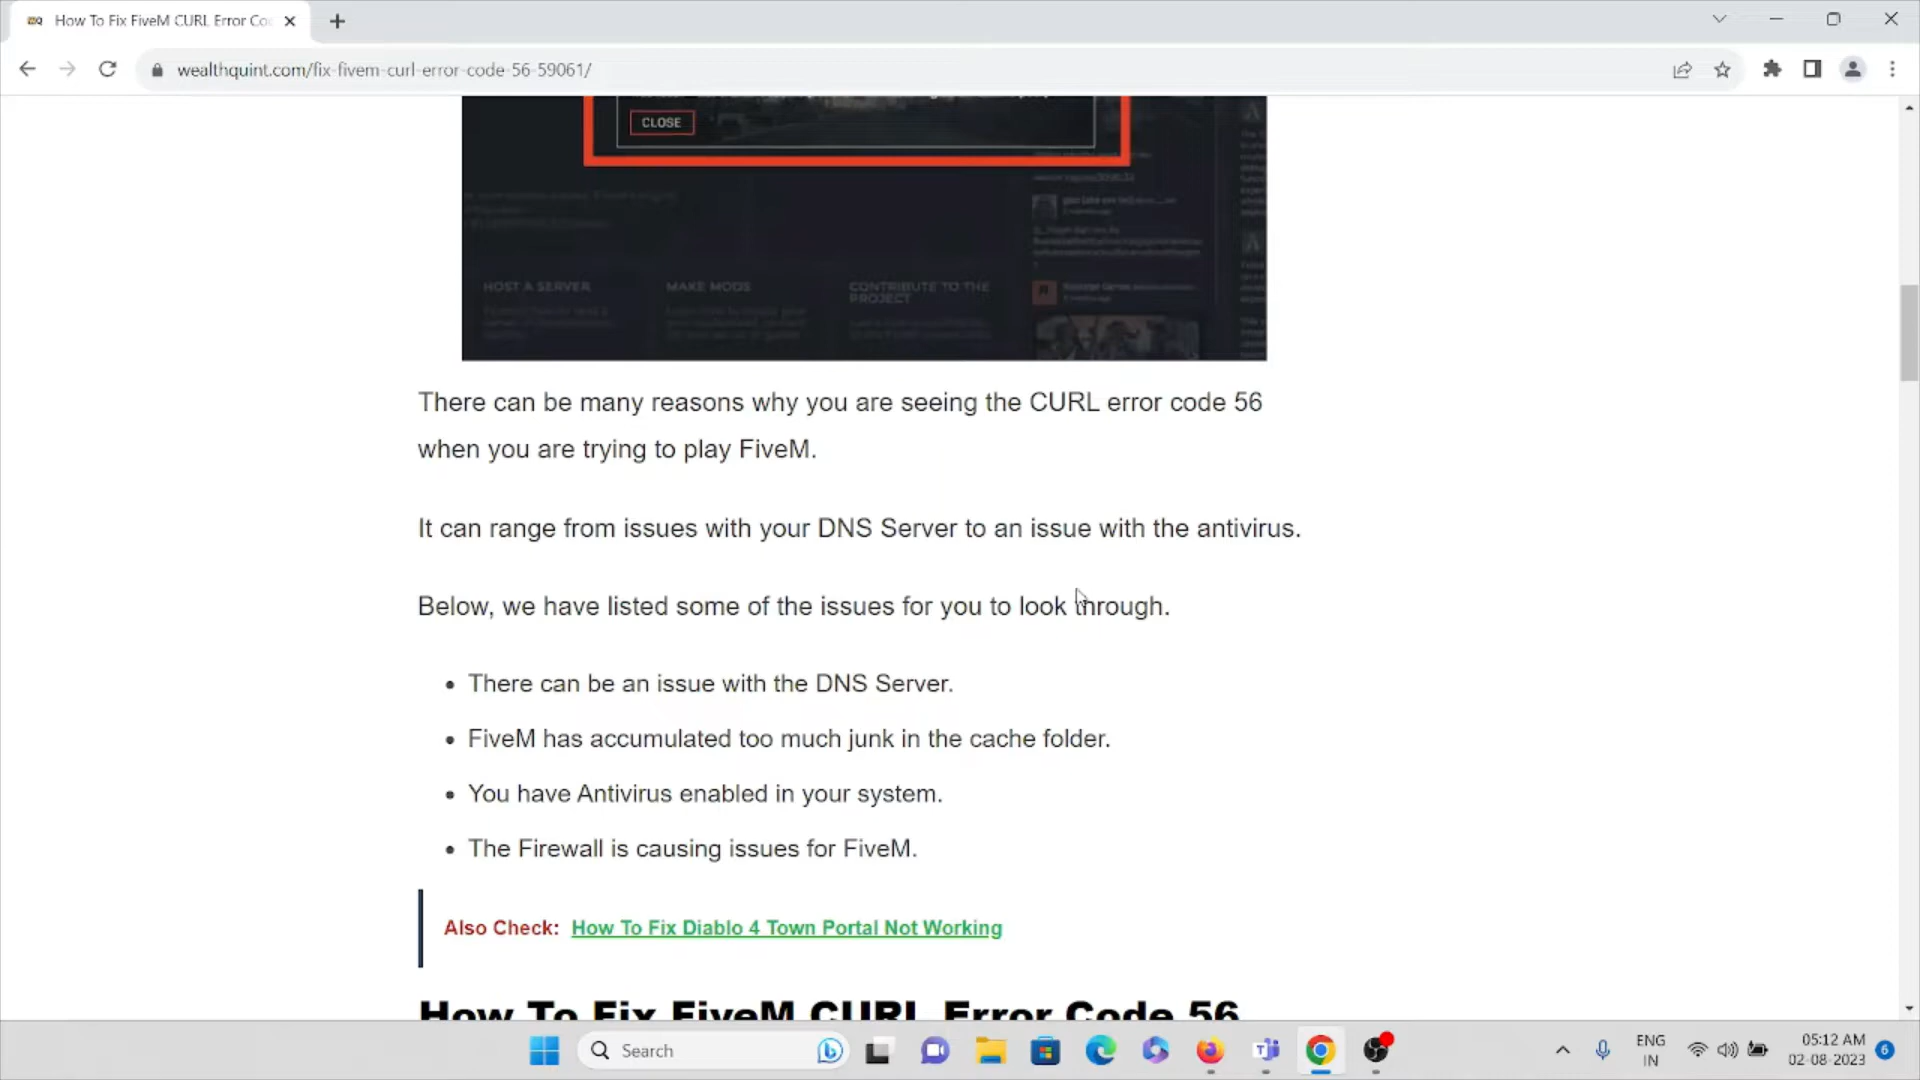 How To Fix FiveM CURL Error Co
wealthquint.com/fix-fivem-curl-error-code-56-59061/
CLOSE
HOST A SERVER
MAKE MODS
CONTRIBUTE TO THE
PROJECT
There can be many reasons why you are seeing the CURL error code 56
when you are trying to play FiveM.
It can range from issues with your DNS Server to an issue with the antivirus.
Below, we have listed some of the issues for you to look through.
• There can be an issue with the DNS Server.
• FiveM has accumulated too much junk in the cache folder.
• You have Antivirus enabled in your system.
• The Firewall is causing issues for FiveM.
Also Check: How To Fix Diablo 4 Town Portal Not Working
How To Fix FiveM CURL Error Code 56
Search
ENG
IN
05:12 AM
02-08-2023
6